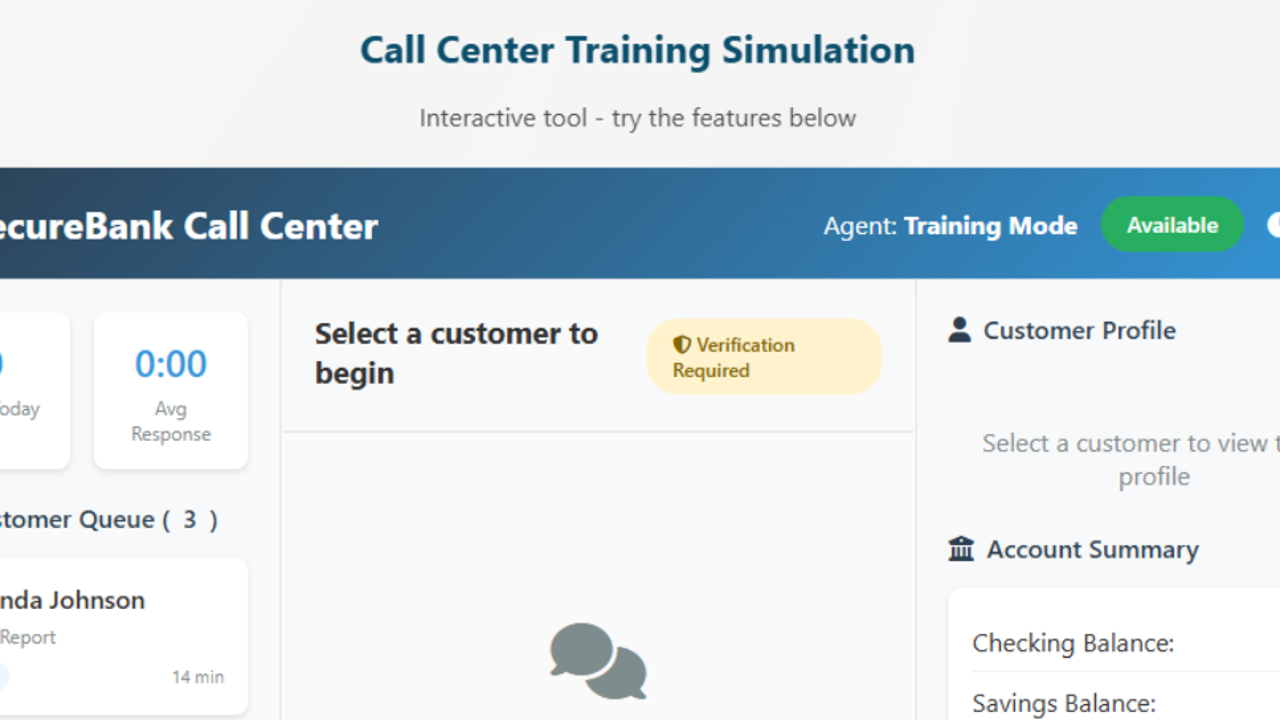 Call Center Training Simulation
Interactive tool - try the features below
ecureBank Call Center
Agent: Training Mode
Available
0:00
oday
Avg
Response
Select a customer to
begin
Verification
Required
Customer Profile
Select a customer to view
profile
stomer Queue ( 3 )
nda Johnson
Report
14 min
Account Summary
Checking Balance:
Savings Balance: